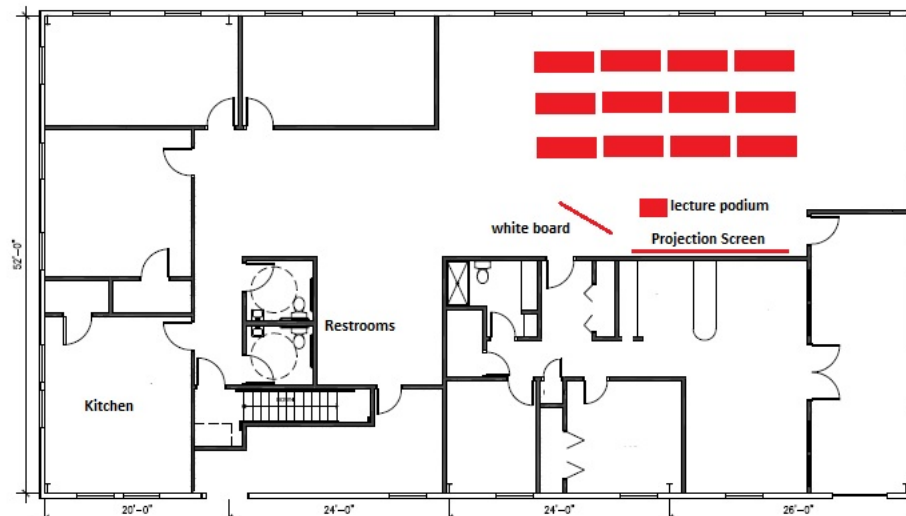 lecture podium
white board
Projection Screen
52'-0"
Restrooms
Kitchen
20'-0"
24'-0"
24'-0"
26'-0"